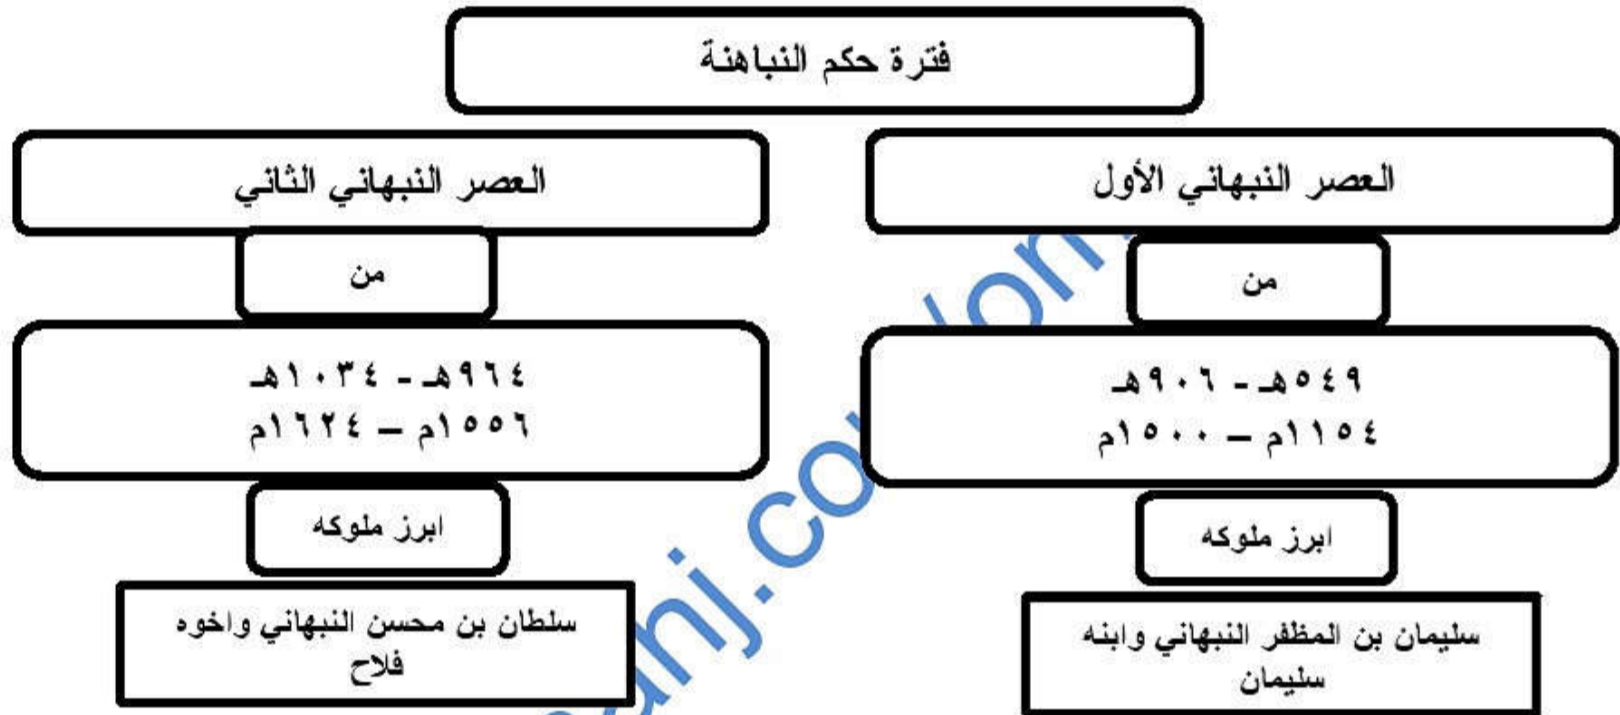 فترة حكم النباهنة
العصر النبهاني الأول
من
٥٤٩هـ - ٩٠٦هـ
١١٥٤م – ١٥٠٠م
ابرز ملوكه
سليمان بن المظفر النبهاني وابنه
سليمان
العصر النبهاني الثاني
من
٩٦٤هـ - ١٠٣٤هـ
١٥٥٦م – ١٦٢٤م
ابرز ملوكه
سلطان بن محسن النبهاني واخوه
فلاح